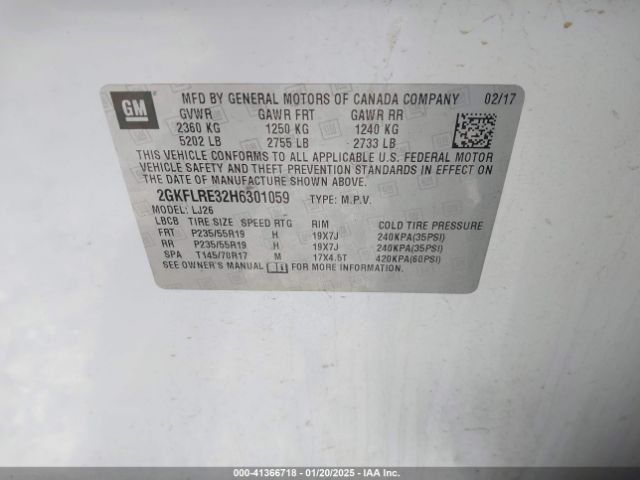 GM
MFD BY GENERAL MOTORS OF CANADA COMPANY 02/17
GVWR GAWR FRT GAWR RR
2360 KG 1250 KG 1240 KG
5202 LB 2755 LB 2733 LB
THIS VEHICLE CONFORMS TO ALL APPLICABLE U.S. FEDERAL MOTOR
VEHICLE SAFETY AND THEFT PREVENTION STANDARDS IN EFFECT ON
THE DATE OF MANUFACTURE SHOWN ABOVE.
2GKFLRE32H6301059 TYPE: M.P.V.
MODEL: LJ26
LBCB TIRE SIZE SPEED RTG RIM COLD TIRE PRESSURE
FRT P235/55R19 H 19X7J 240KPA(35PSI)
RR P235/55R19 H 19X7J 240KPA(35PSI)
SPA T145/70R17 M 17X4.5T 420KPA(60PSI)
SEE OWNER'S MANUAL FOR MORE INFORMATION
000-41366718 - 01/20/2025 - IAA Inc.